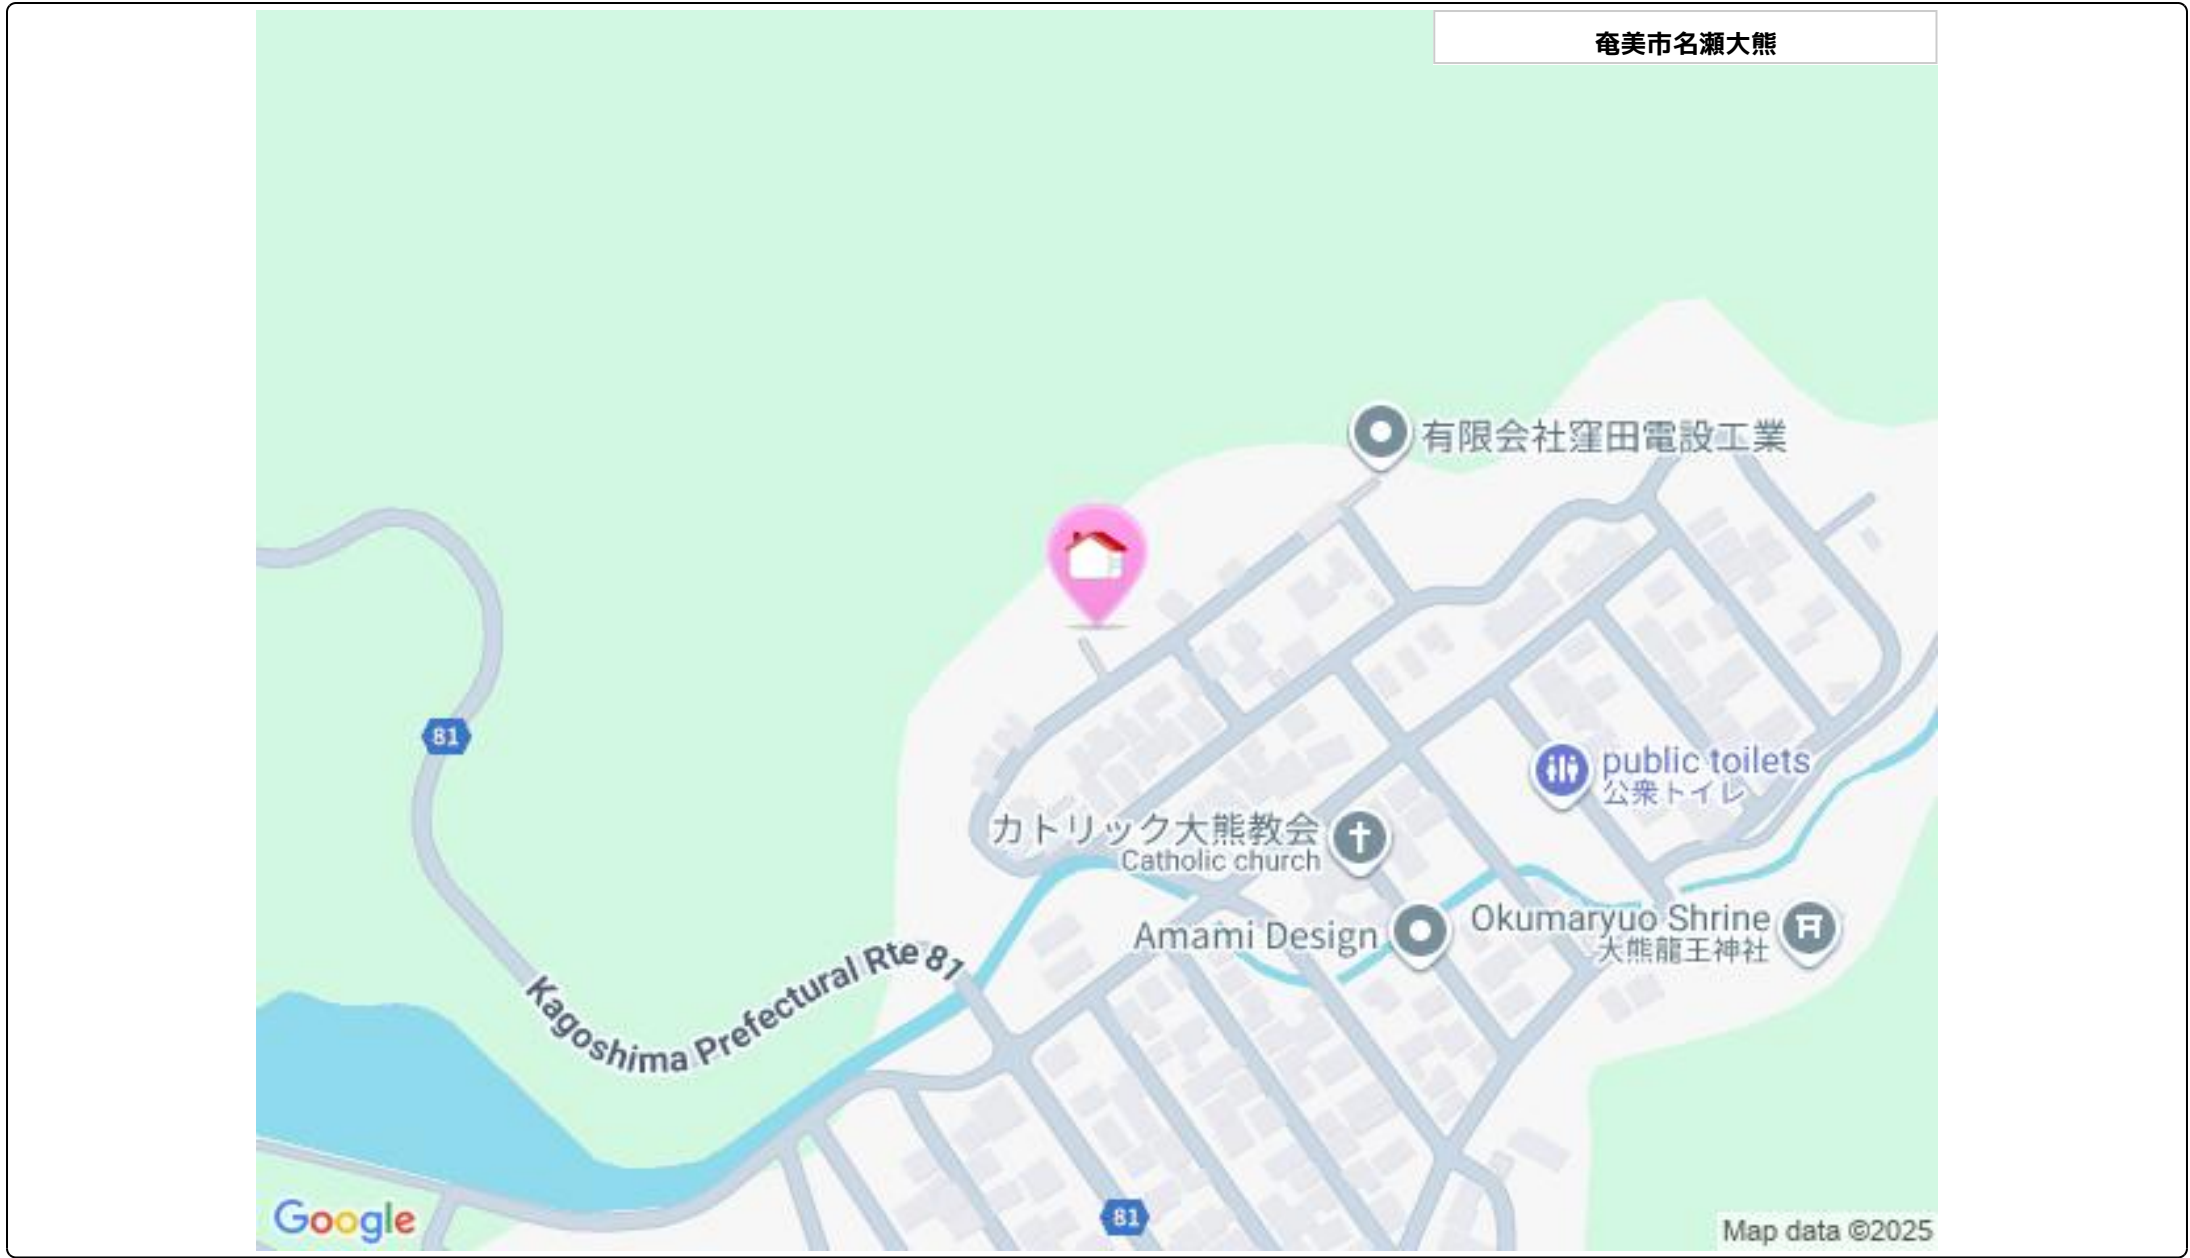 奄美市名瀬大熊
有限会社窪田電設工業
81
public toilets
公衆トイレ
カトリック大熊教会
Catholic church
Amami Design
Okumaryuo Shrine
大熊龍王神社
Kagoshima Prefectural Rte 81
81
Google
Map data ©2025